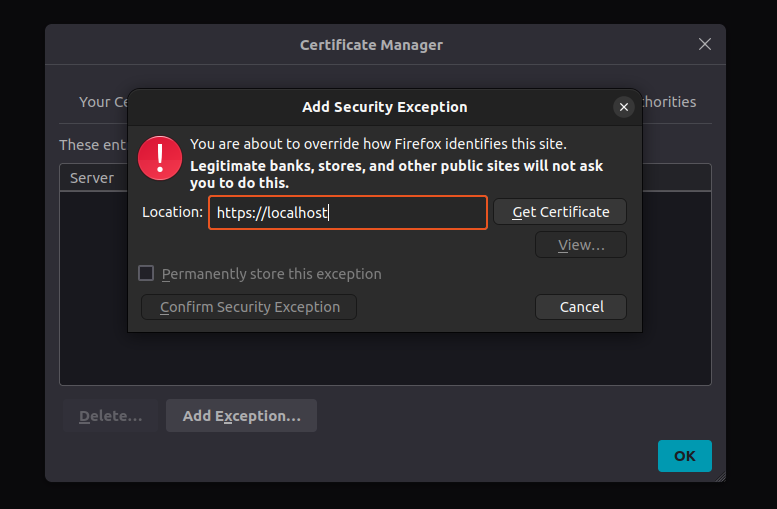 Certificate Manager
Your Ce
Add Security Exception
horities
You are about to override how Firefox identifies this site.
These ent
Legitimate banks, stores, and other public sites will not ask
you to do this.
Server
Location: https://localhost Get Certificate
View...
Permanently store this exception
Confirm Security Exception Cancel
Delete... Add Exception...
OK